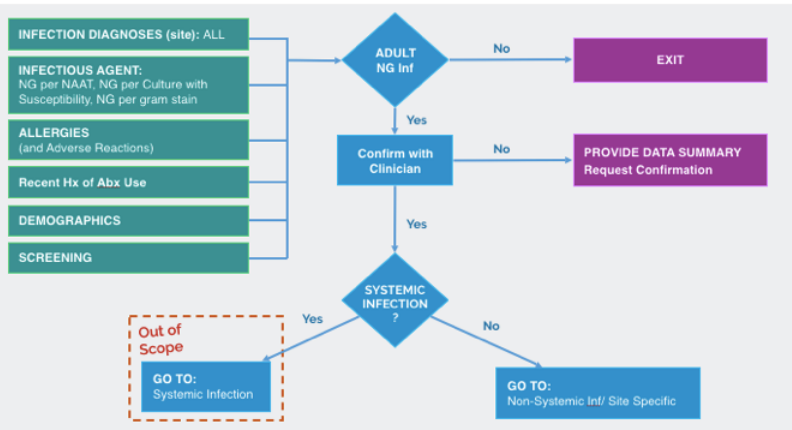 INFECTION DIAGNOSES (site): ALL
INFECTIOUS AGENT:
NG per NAAT, NG per Culture with
Susceptibility, NG per gram stain
ALLERGIES
(and Adverse Reactions)
Recent Hx of Abx Use
DEMOGRAPHICS
SCREENING
ADULT
NG Inf
No
EXIT
Yes
Confirm with
Clinician
No
PROVIDE DATA SUMMARY
Request Confirmation
Yes
SYSTEMIC
INFECTION
?
Yes
No
Out of
Scope
GO TO:
Systemic Infection
GO TO:
Non-Systemic Inf/ Site Specific